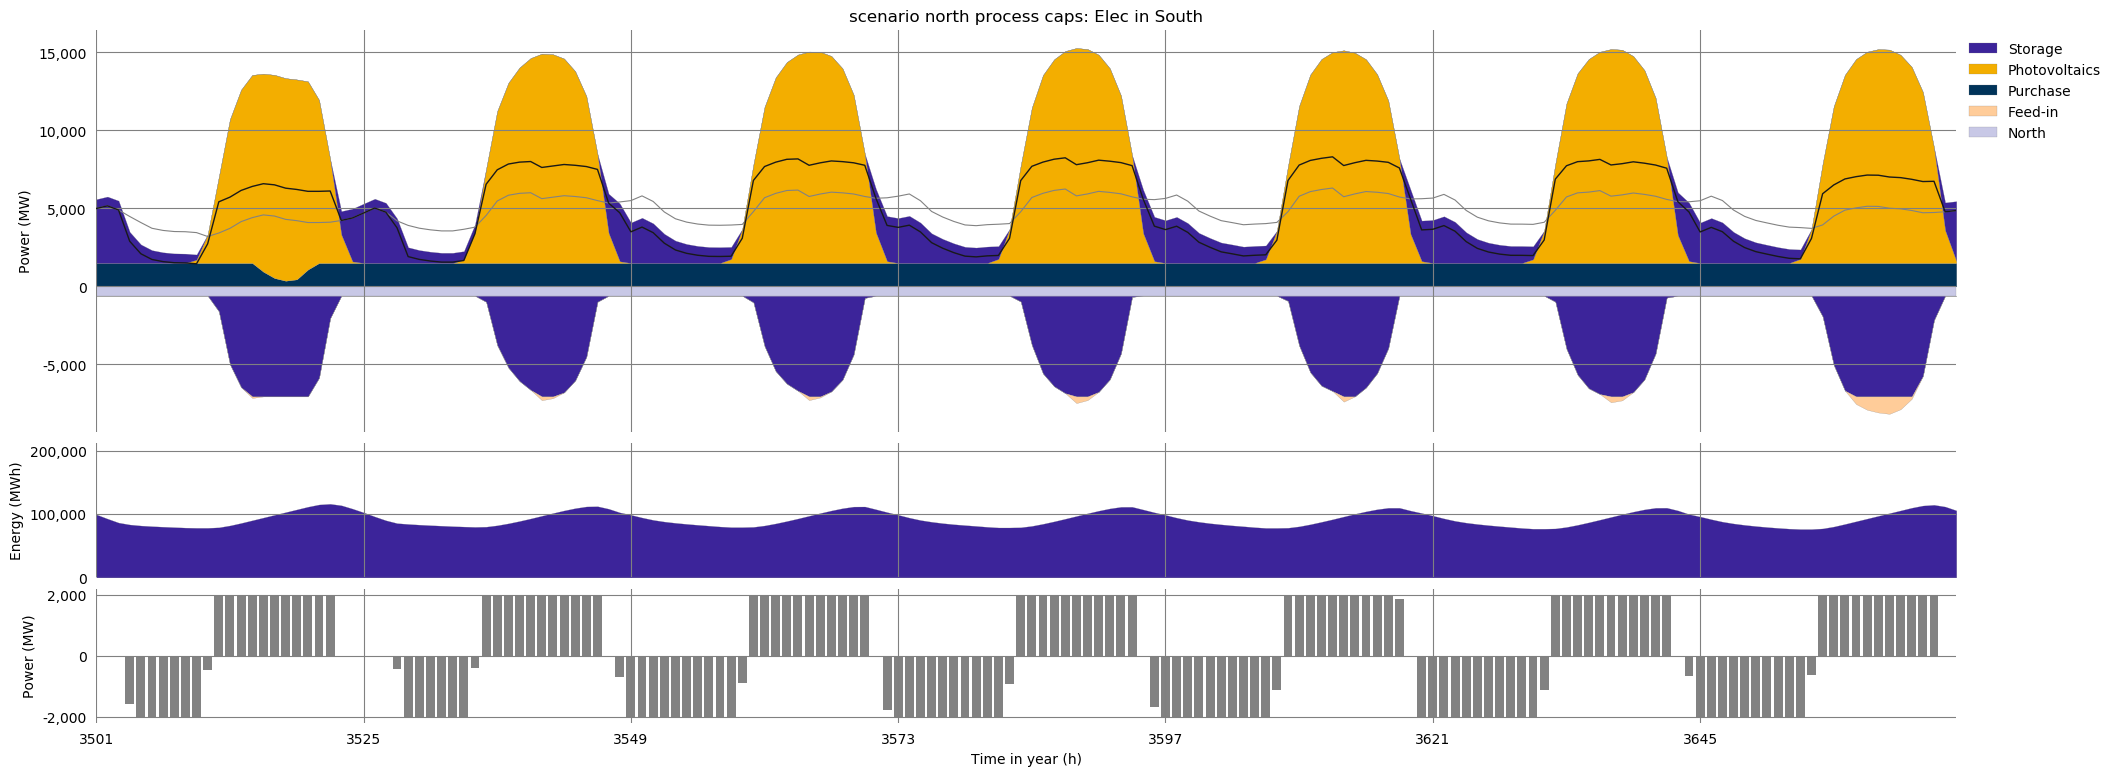 scenario north process caps: Elec in South
15,000
10,000
5,000
0
-5,000
Power (MW)
Storage
Photovoltaics
Purchase
Feed-in
North
200,000
100,000
0
Energy (MWh)
2,000
0
-2,000
Power (MW)
3501 3525 3549 3573 3597 3621 3645
Time in year (h)